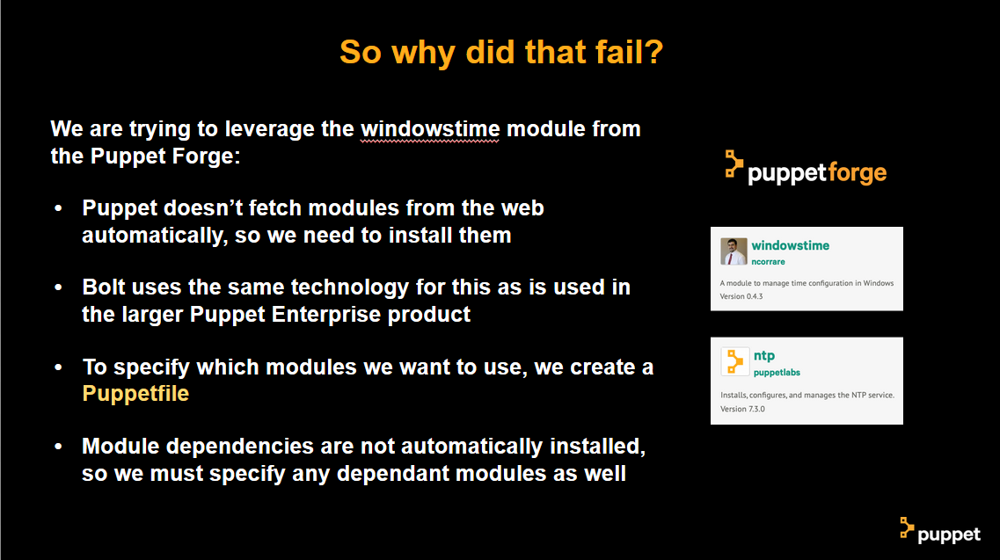 So why did that fail?
We are trying to leverage the windowstime module from
the Puppet Forge:
• Puppet doesn’t fetch modules from the web
automatically, so we need to install them
• Bolt uses the same technology for this as is used in
the larger Puppet Enterprise product
• To specify which modules we want to use, we create a
Puppetfile
• Module dependencies are not automatically installed,
so we must specify any dependant modules as well
puppetforge
windowstime
ncorrare
A module to manage time configuration in Windows
Version 0.4.3
ntp
puppetlabs
Installs, configures, and manages the NTP service.
Version 7.3.0
puppet